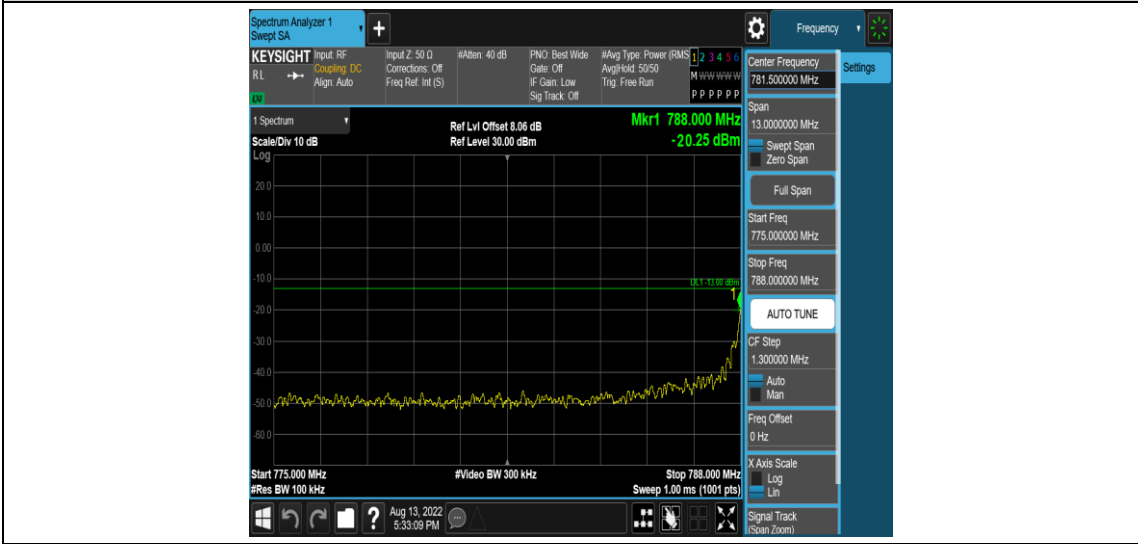 Spectrum Analyzer 1
Swept SA
+
Frequency
KEYSIGHT
RL
LXI
Input: RF
Coupling: DC
Align: Auto
Input Z: 50 Ω
Corrections: Off
Freq Ref: Int (S)
#Atten: 40 dB
PNO: Best Wide
Gate: Off
IF Gain: Low
Sig Track: Off
#Avg Type: Power (RMS
Avg|Hold: 50/50
Trig: Free Run
1 2 3 4 5 6
M W W W W W
P P P P P P
1 Spectrum
Scale/Div 10 dB
Log
Ref Lvl Offset 8.06 dB
Ref Level 30.00 dBm
Mkr1 788.000 MHz
-20.25 dBm
20.0
10.0
0.00
-10.0
-20.0
-30.0
-40.0
-50.0
-60.0
DL1 -13.00 dBm
1
Start 775.000 MHz
#Res BW 100 kHz
#Video BW 300 kHz
Stop 788.000 MHz
Sweep 1.00 ms (1001 pts)
Center Frequency
781.500000 MHz
Settings
Span
13.0000000 MHz
Swept Span
Zero Span
Full Span
Start Freq
775.000000 MHz
Stop Freq
788.000000 MHz
AUTO TUNE
CF Step
1.300000 MHz
Auto
Man
Freq Offset
0 Hz
X Axis Scale
Log
Lin
Signal Track
(Span Zoom)
?
Aug 13, 2022
5:33:09 PM